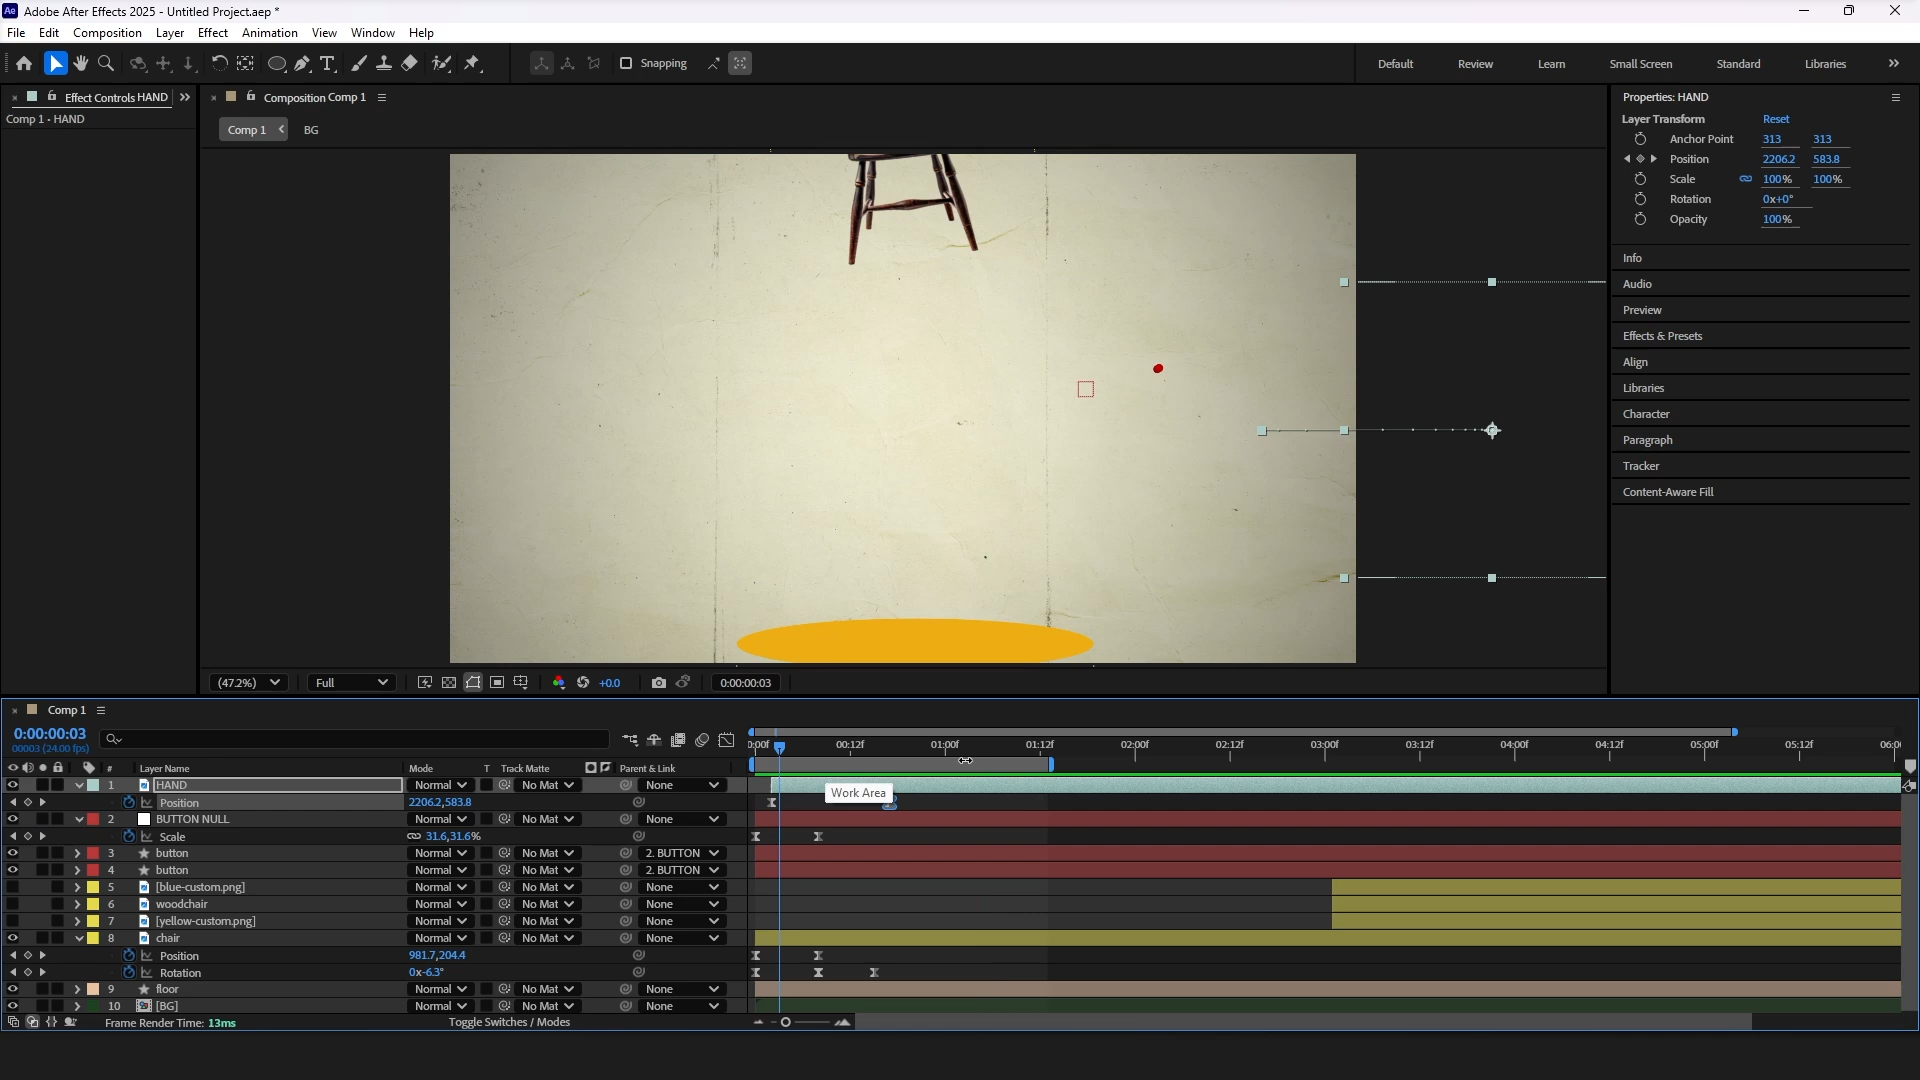 Ae Adobe After Effects 2025 - Untitled Project.aep *
File Edit Composition Layer Effect Animation View Window Help
Snapping
Default Review Learn Small Screen Standard Libraries
Effect Controls HAND
Composition Comp 1
Properties: HAND
Comp 1 • HAND
Comp 1
BG
Layer Transform Reset
Anchor Point 313 313
Position 2206.2 583.8
Scale 100% 100%
Rotation 0x+0°
Opacity 100%
Info
Audio
Preview
Effects & Presets
Align
Libraries
Character
Paragraph
Tracker
Content-Aware Fill
(47.2%) Full +0.0 0:00:00:03
Comp 1
0:00:00:03
00003 (24.00 fps)
00:12f 01:00f 01:12f 02:00f 02:12f 03:00f 03:12f 04:00f 04:12f 05:00f 05:12f
# Layer Name Mode T Track Matte Parent & Link
1 HAND Normal No Mat None
Work Area
Position 2206.2,583.8
2 BUTTON NULL Normal No Mat None
Scale 31.6,31.6%
3 button Normal No Mat 2. BUTTON
4 button Normal No Mat 2. BUTTON
5 [blue-custom.png] Normal No Mat None
6 woodchair Normal No Mat None
7 [yellow-custom.png] Normal No Mat None
8 chair Normal No Mat None
Position 981.7,204.4
Rotation 0x-6.3°
9 floor Normal No Mat None
10 [BG] Normal No Mat None
Frame Render Time: 13ms
Toggle Switches / Modes